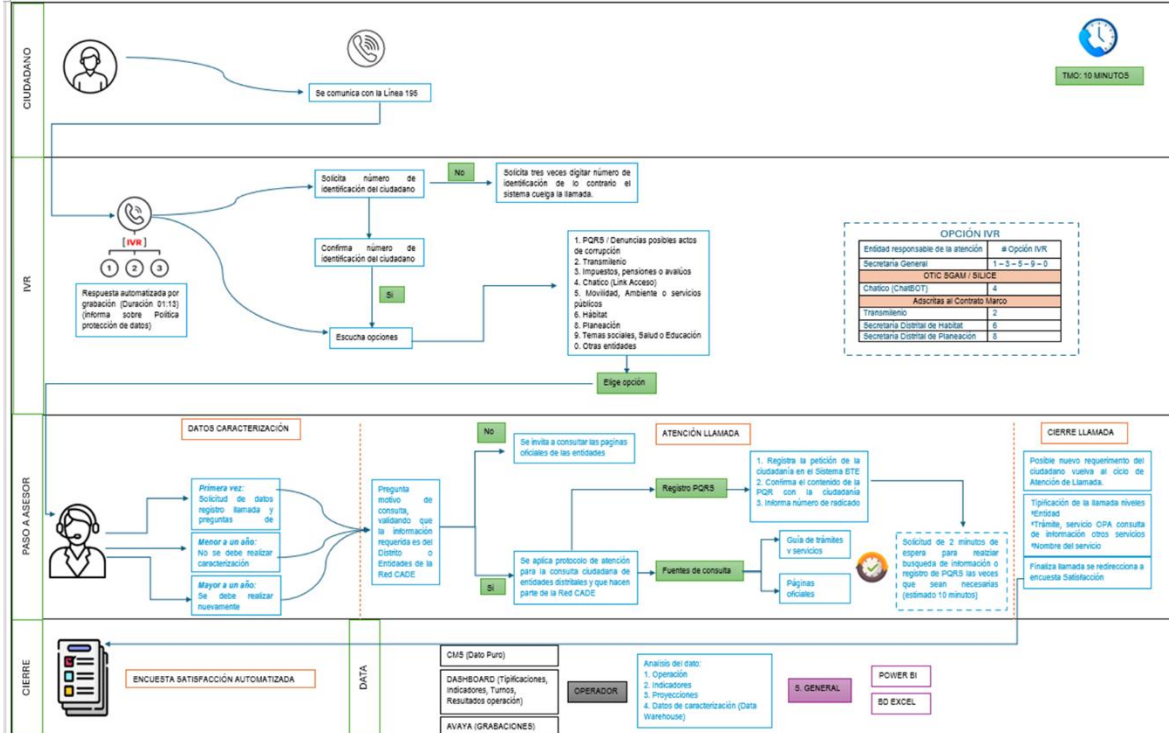 CIUDADANO
Se comunica con la Línea 195
TMO: 10 MINUTOS
IVR
[IVR]
1 2 3
Respuesta automatizada por
grabación (Duración 01:13)
(informa sobre Política
protección de datos)
Solicita número de
identificación del ciudadano
No
Solicita tres veces digitar número de
identificación de lo contrario el
sistema cuelga la llamada.
Confirma número de
identificación del ciudadano
Si
Escucha opciones
1. PQRS / Denuncias posibles actos
de corrupción
2. Transmilenio
3. Impuestos, pensiones o avalúos
4. Chatico (Link Acceso)
5. Movilidad, Ambiente o servicios
públicos
6. Hábitat
8. Planeación
9. Temas sociales, Salud o Educación
0. Otras entidades
Elige opción
OPCIÓN IVR
Entidad responsable de la atención # Opción IVR
Secretaría General 1 – 3 – 5 – 9 - 0
OTIC SGAM / SILICE
Chatico (ChatBOT) 4
Adscritas al Contrato Marco
Transmilenio 2
Secretaria Distrital de Habitat 6
Secretaria Distrital de Planeación 8
PASO A ASESOR
DATOS CARACTERIZACIÓN
Primera vez:
Solicitud de datos
registro llamada y
preguntas de
Menor a un año:
No se debe realizar
caracterización
Mayor a un año:
Se debe realizar
nuevamente
Pregunta
motivo de
consulta,
validando que
la información
requerida es del
Distrito o
Entidades de la
Red CADE
No
Se invita a consultar las paginas
oficiales de las entidades
Sí
Se aplica protocolo de atención
para la consulta ciudadana de
entidades distritales y que hacen
parte de la Red CADE
ATENCIÓN LLAMADA
Registro PQRS
1. Registra la petición de la
ciudadanía en el Sistema BTE
2. Confirma el contenido de la
PQR con la ciudadanía
3. Informa número de radicado
Fuentes de consulta
Guía de trámites
y servicios
Páginas
oficiales
Solicitud de 2 minutos de
espera para realziar
busqueda de información o
registro de PQRS las veces
que sean necesarias
(estimado 10 minutos)
CIERRE LLAMADA
Posible nuevo requerimento del
ciudadano vuelva al ciclo de
Atención de Llamada.
Tipificación de la llamada niveles
*Entidad
*Trámite, servicio OPA consulta
de información otros servicios
*Nombre del servicio
Finaliza llamada se redirecciona a
encuesta Satisfacción
CIERRE
ENCUESTA SATISFACCIÓN AUTOMATIZADA
DATA
CMS (Dato Puro)
DASHBOARD (Tipificaciones,
Indicadores, Turnos,
Resultados operación)
AVAYA (GRABACIONES)
OPERADOR
Analisis del dato:
1. Operación
2. Indicadores
3. Proyecciones
4. Datos de caracterización (Data
Warehouse)
S. GENERAL
POWER BI
BD EXCEL